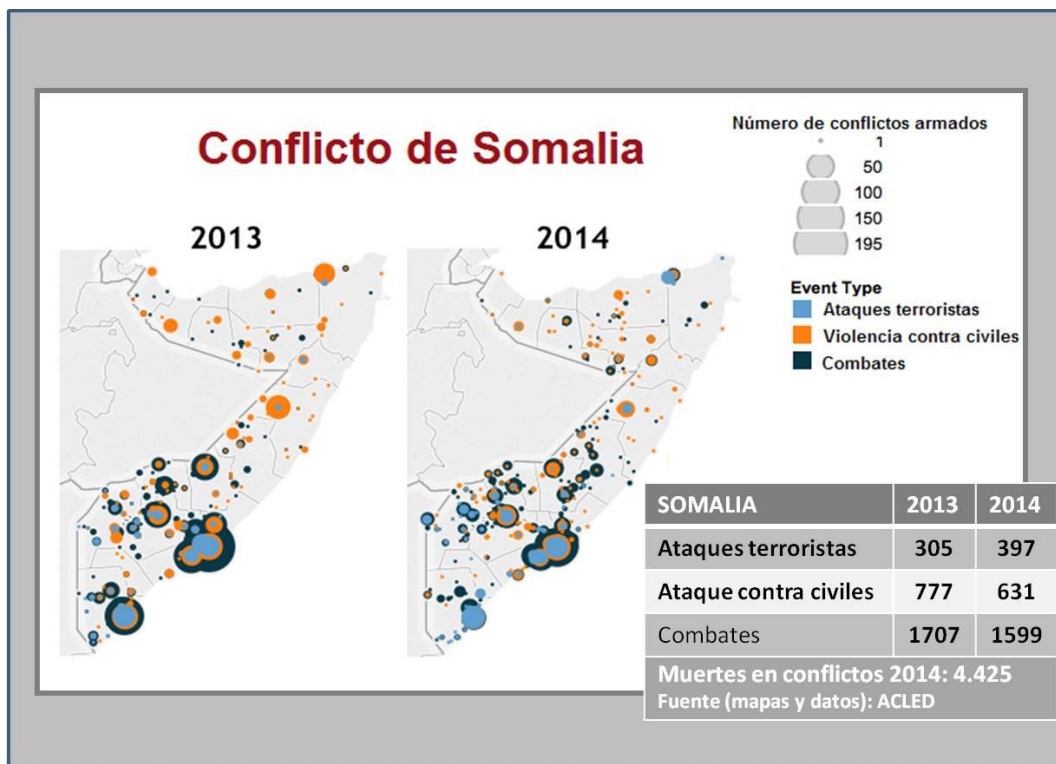 Conflicto de Somalia
Número de conflictos armados
1
50
100
150
195
2013
2014
Event Type
Ataques terroristas
Violencia contra civiles
Combates
SOMALIA 2013 2014
Ataques terroristas 305 397
Ataque contra civiles 777 631
Combates 1707 1599
Muertes en conflictos 2014: 4.425
Fuente (mapas y datos): ACLED